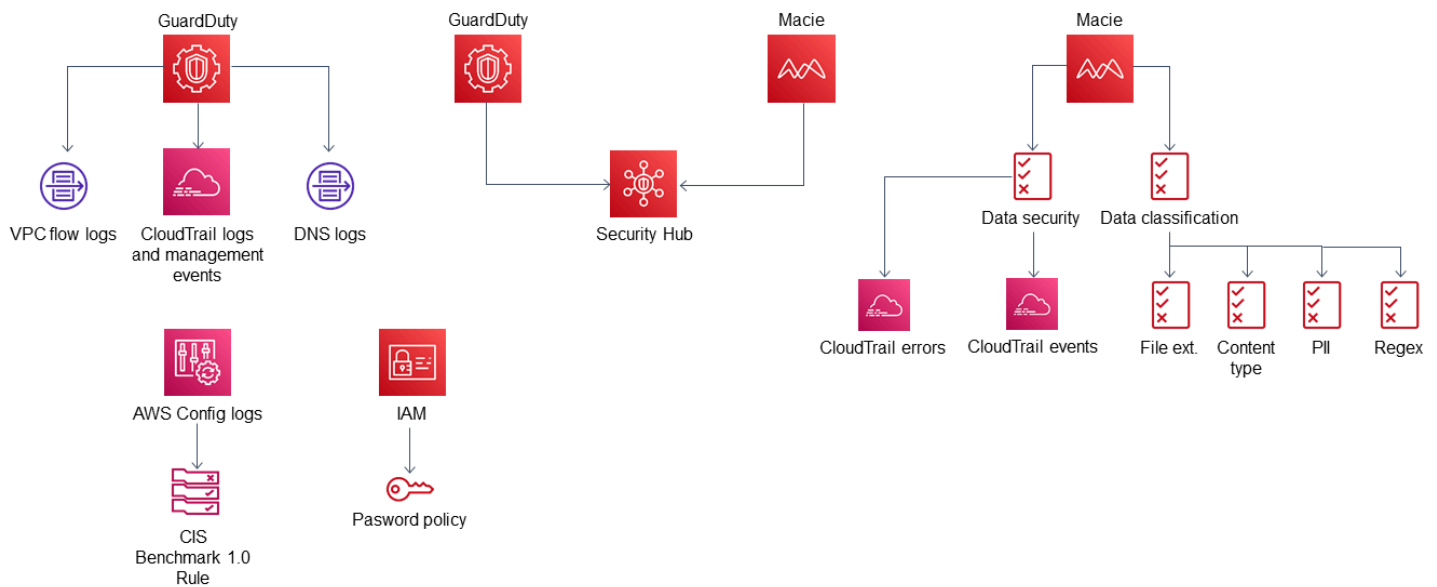 GuardDuty
GuardDuty
Macie
Macie
VPC flow logs
CloudTrail logs
and management
events
DNS logs
Security Hub
Data security
Data classification
CloudTrail errors
CloudTrail events
File ext.
Content
type
PII
Regex
AWS Config logs
IAM
CIS
Benchmark 1.0
Rule
Pasword policy